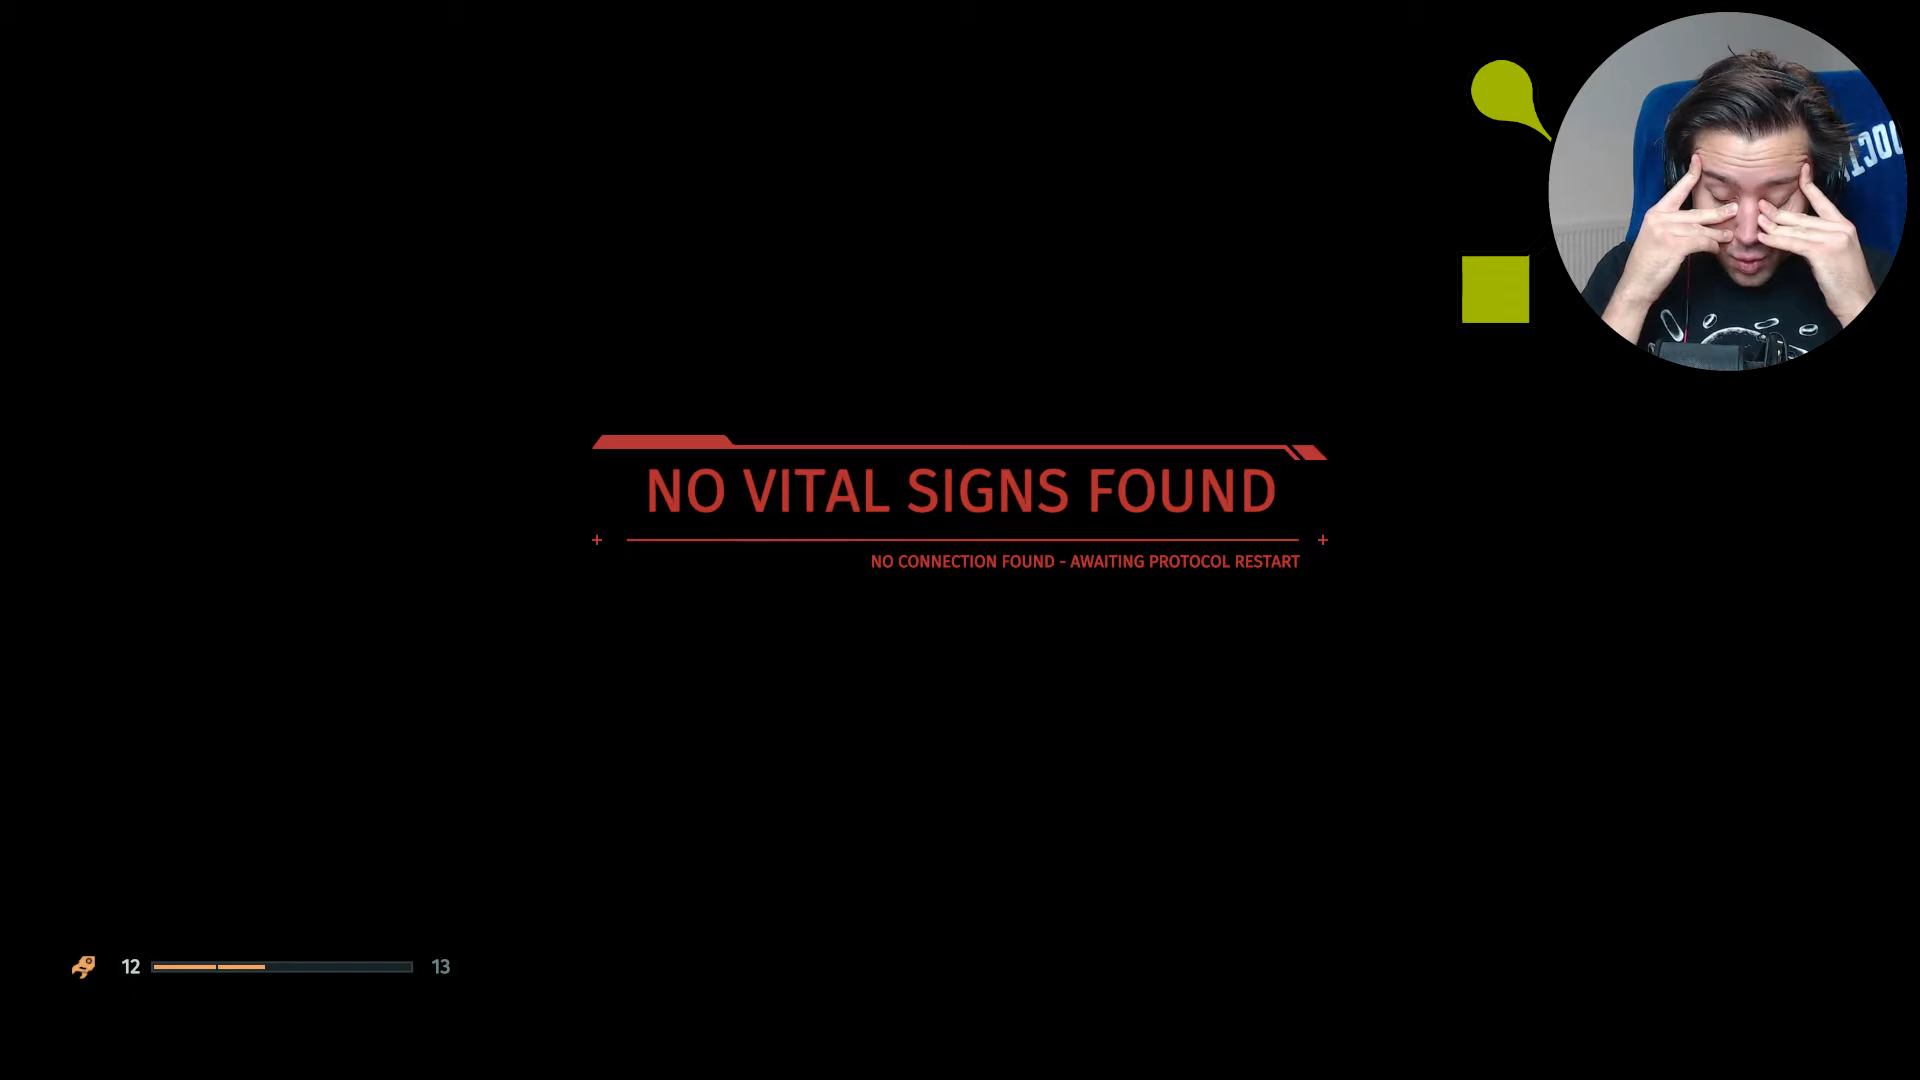 NO VITAL SIGNS FOUND
NO CONNECTION FOUND - AWAITING PROTOCOL RESTART
12 13